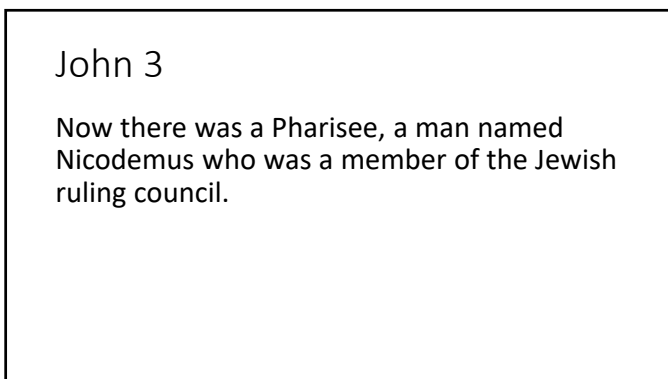 John 3
Now there was a Pharisee, a man named
Nicodemus who was a member of the Jewish
ruling council.